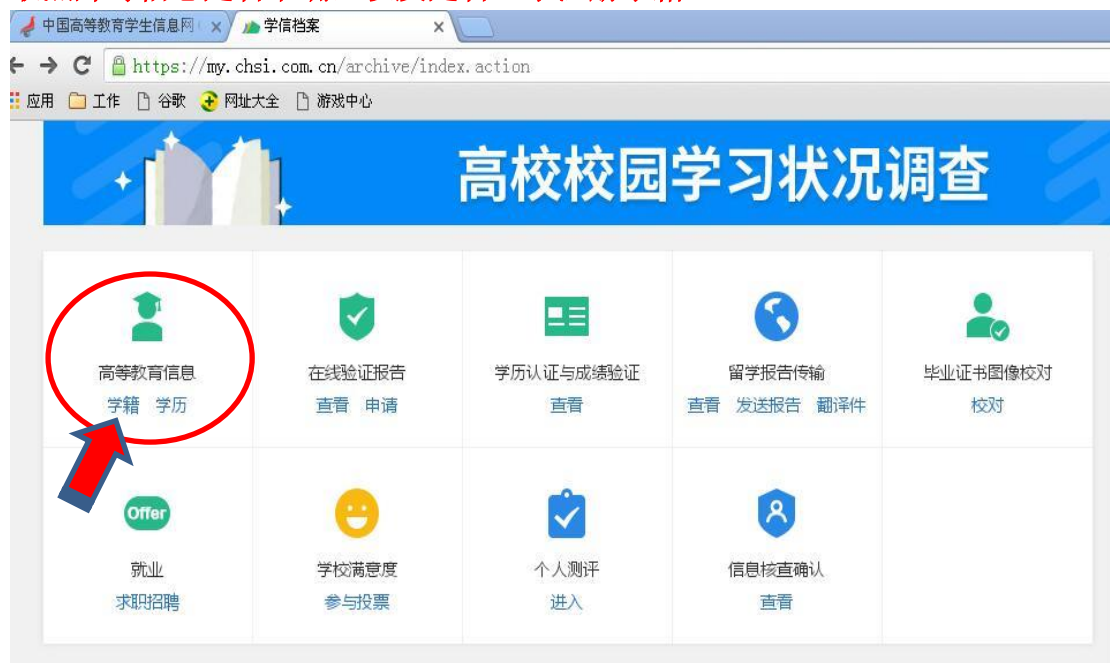 中国高等教育学生信息网（ 学信档案
https://my.chsi.com.cn/archive/index.action
应用 工作 谷歌 网址大全 游戏中心
高校校园学习状况调查
高等教育信息 在线验证报告 学历认证与成绩验证 留学报告传输 毕业证书图像校对
学籍 学历 查看 申请 查看 查看 发送报告 翻译件 校对
Offer
就业 学校满意度 个人测评 信息核查确认
求职招聘 参与投票 进入 查看